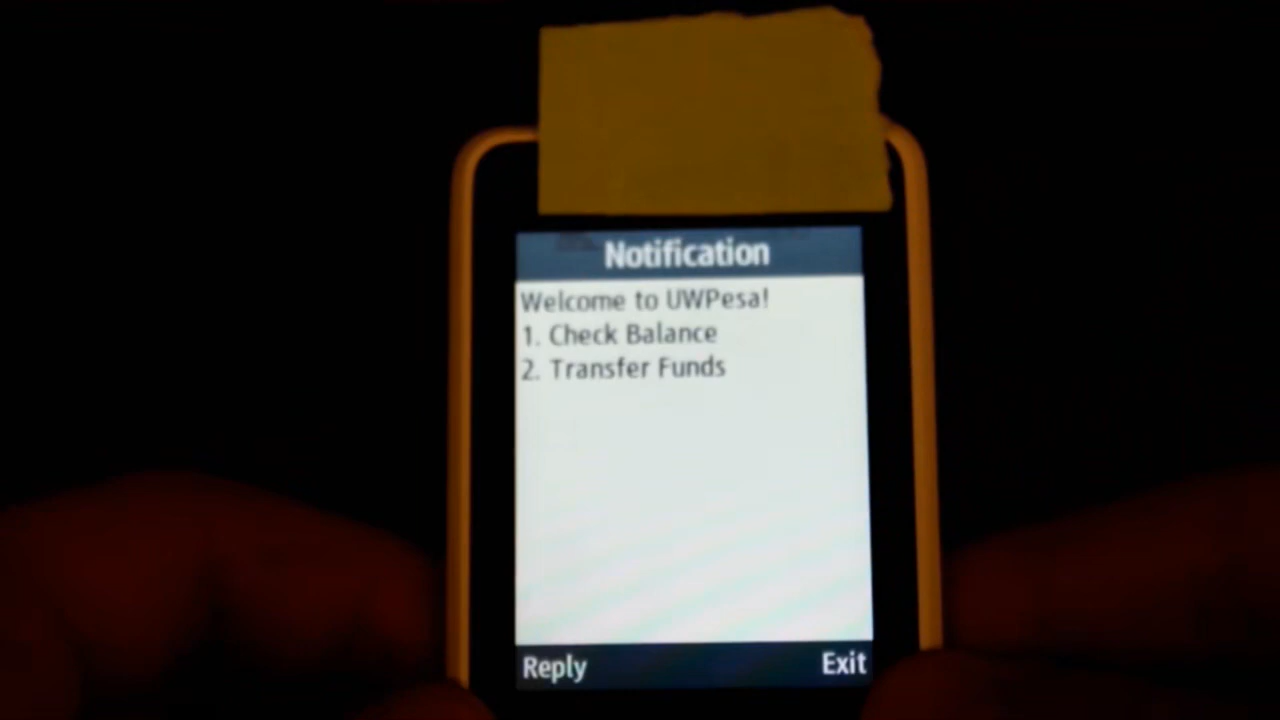 Notification
Welcome to UWPesa!
1. Check Balance
2. Transfer Funds
Reply Exit